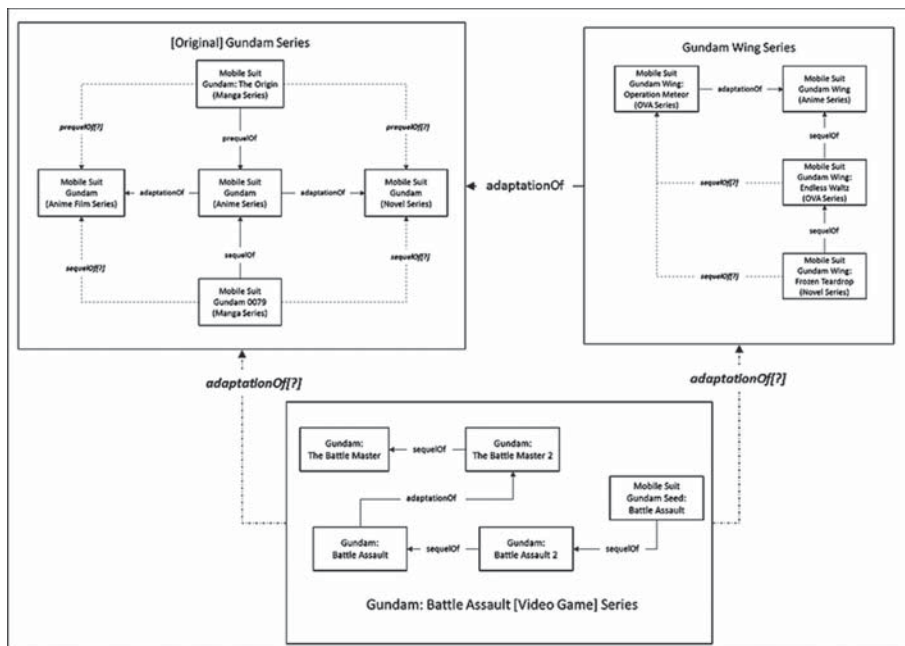 [Original] Gundam Series
Mobile Suit
Gundam: The Origin
(Manga Series)
prequelOf[?]
prequelOf
prequelOf[?]
Mobile Suit
Gundam
(Anime Film Series)
adaptationOf
Mobile Suit
Gundam
(Anime Series)
adaptationOf
Mobile Suit
Gundam
(Novel Series)
sequelOf[?]
sequelOf
sequelOf[?]
Mobile Suit
Gundam 0079
(Manga Series)
adaptationOf
Gundam Wing Series
Mobile Suit
Gundam Wing:
Operation Meteor
(OVA Series)
adaptationOf
Mobile Suit
Gundam Wing
(Anime Series)
sequelOf
sequelOf[?]
Mobile Suit
Gundam Wing:
Endless Waltz
(OVA Series)
sequelOf
sequelOf[?]
Mobile Suit
Gundam Wing:
Frozen Teardrop
(Novel Series)
adaptationOf[?]
adaptationOf[?]
Gundam:
The Battle Master
sequelOf
Gundam:
The Battle Master 2
adaptationOf
Mobile Suit
Gundam Seed:
Battle Assault
Gundam:
Battle Assault
sequelOf
Gundam:
Battle Assault 2
sequelOf
Gundam: Battle Assault [Video Game] Series